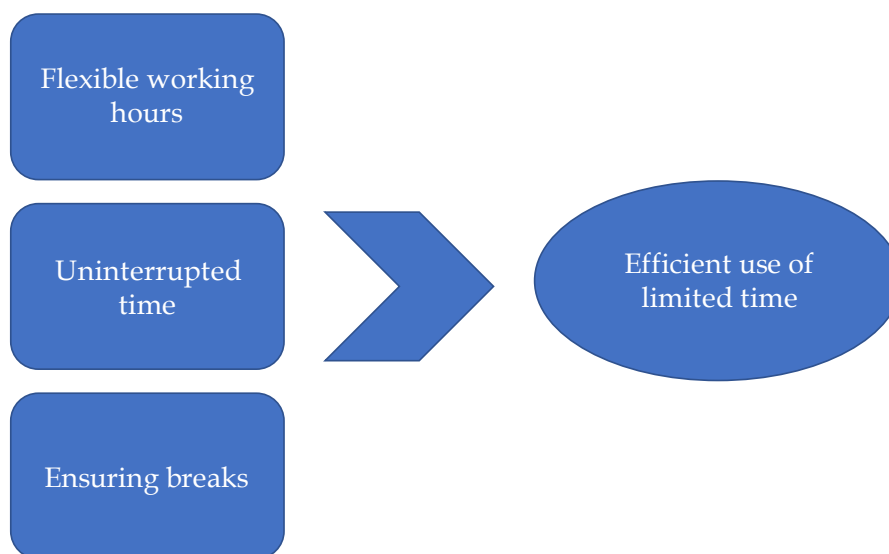 Flexible working
hours
Uninterrupted
time
Ensuring breaks
Efficient use of
limited time